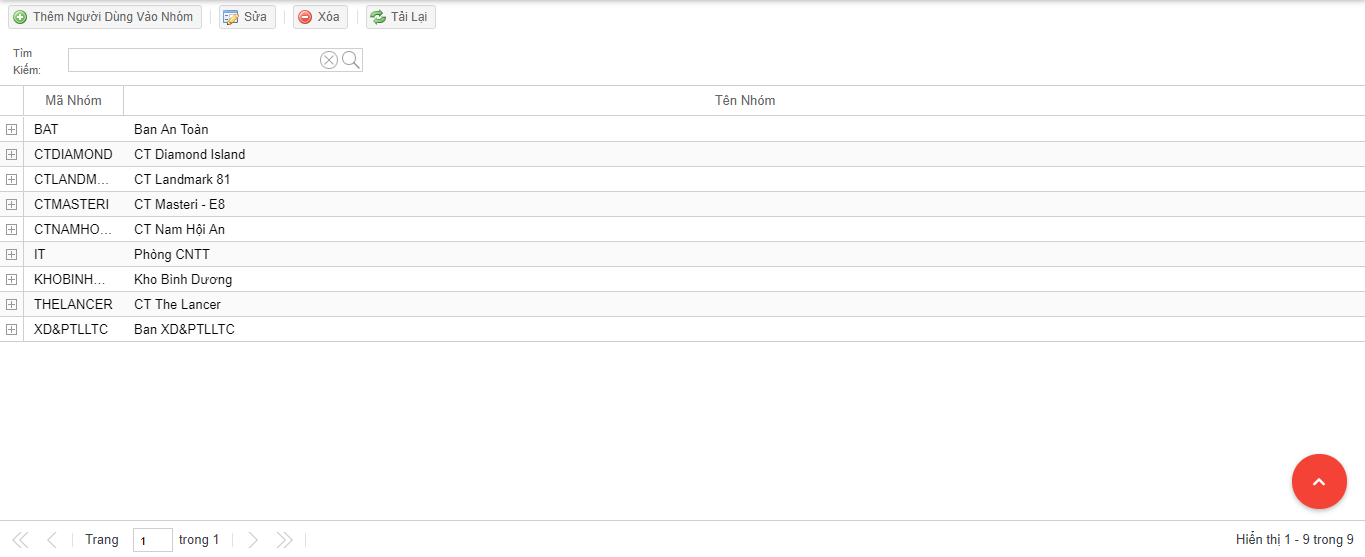 Thêm Người Dùng Vào Nhóm Sửa Xóa Tải Lại
Tìm
Kiếm:
Mã Nhóm Tên Nhóm
BAT Ban An Toàn
CTDIAMOND CT Diamond Island
CTLANDM... CT Landmark 81
CTMASTERI CT Masteri - E8
CTNAMHO... CT Nam Hội An
IT Phòng CNTT
KHOBINH... Kho Bình Dương
THELANCER CT The Lancer
XD&PTLLTC Ban XD&PTLLTC
Trang 1 trong 1 Hiển thị 1 - 9 trong 9